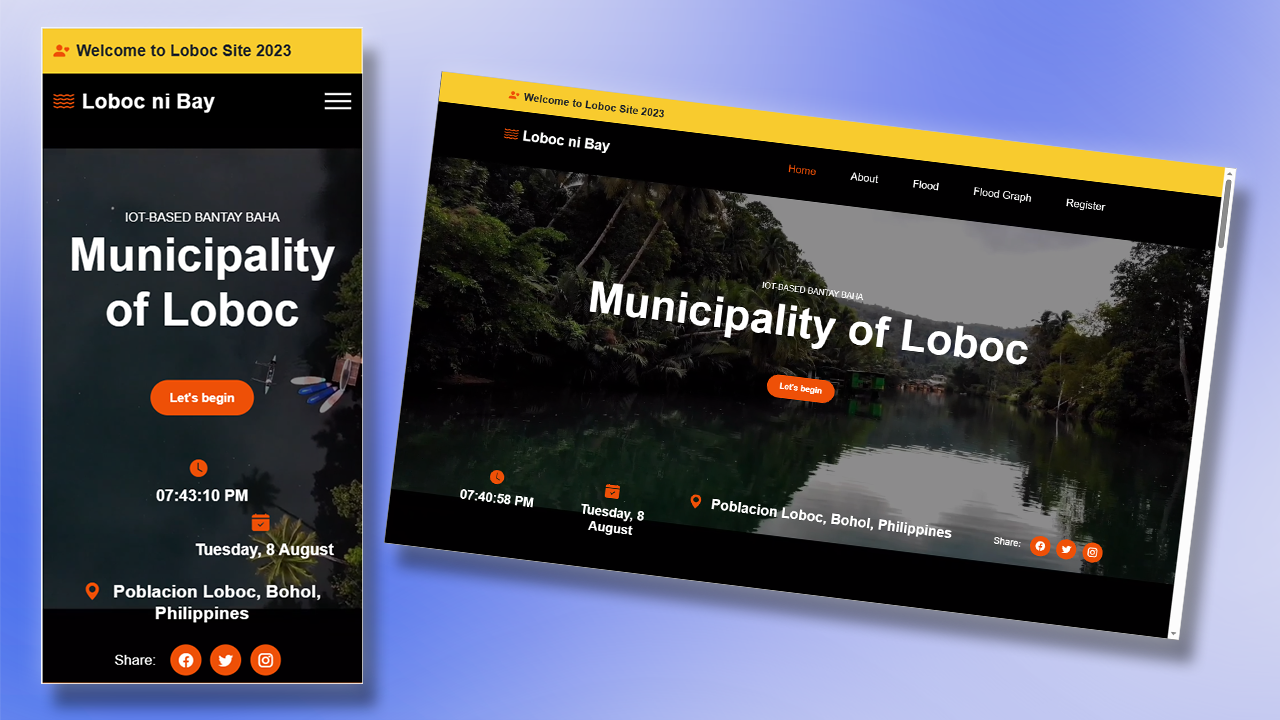 Welcome to Loboc Site 2023
Loboc ni Bay
IOT-BASED BANTAY BAHA
Municipality
of Loboc
Let's begin
07:43:10 PM
Tuesday, 8 August
Poblacion Loboc, Bohol,
Philippines
Share:
Welcome to Loboc Site 2023
Loboc ni Bay
Home
About
Flood
Flood Graph
Register
IOT-BASED BANTAY BAHA
Municipality of Loboc
Let's begin
07:40:58 PM
Tuesday, 8
August
Poblacion Loboc, Bohol, Philippines
Share: